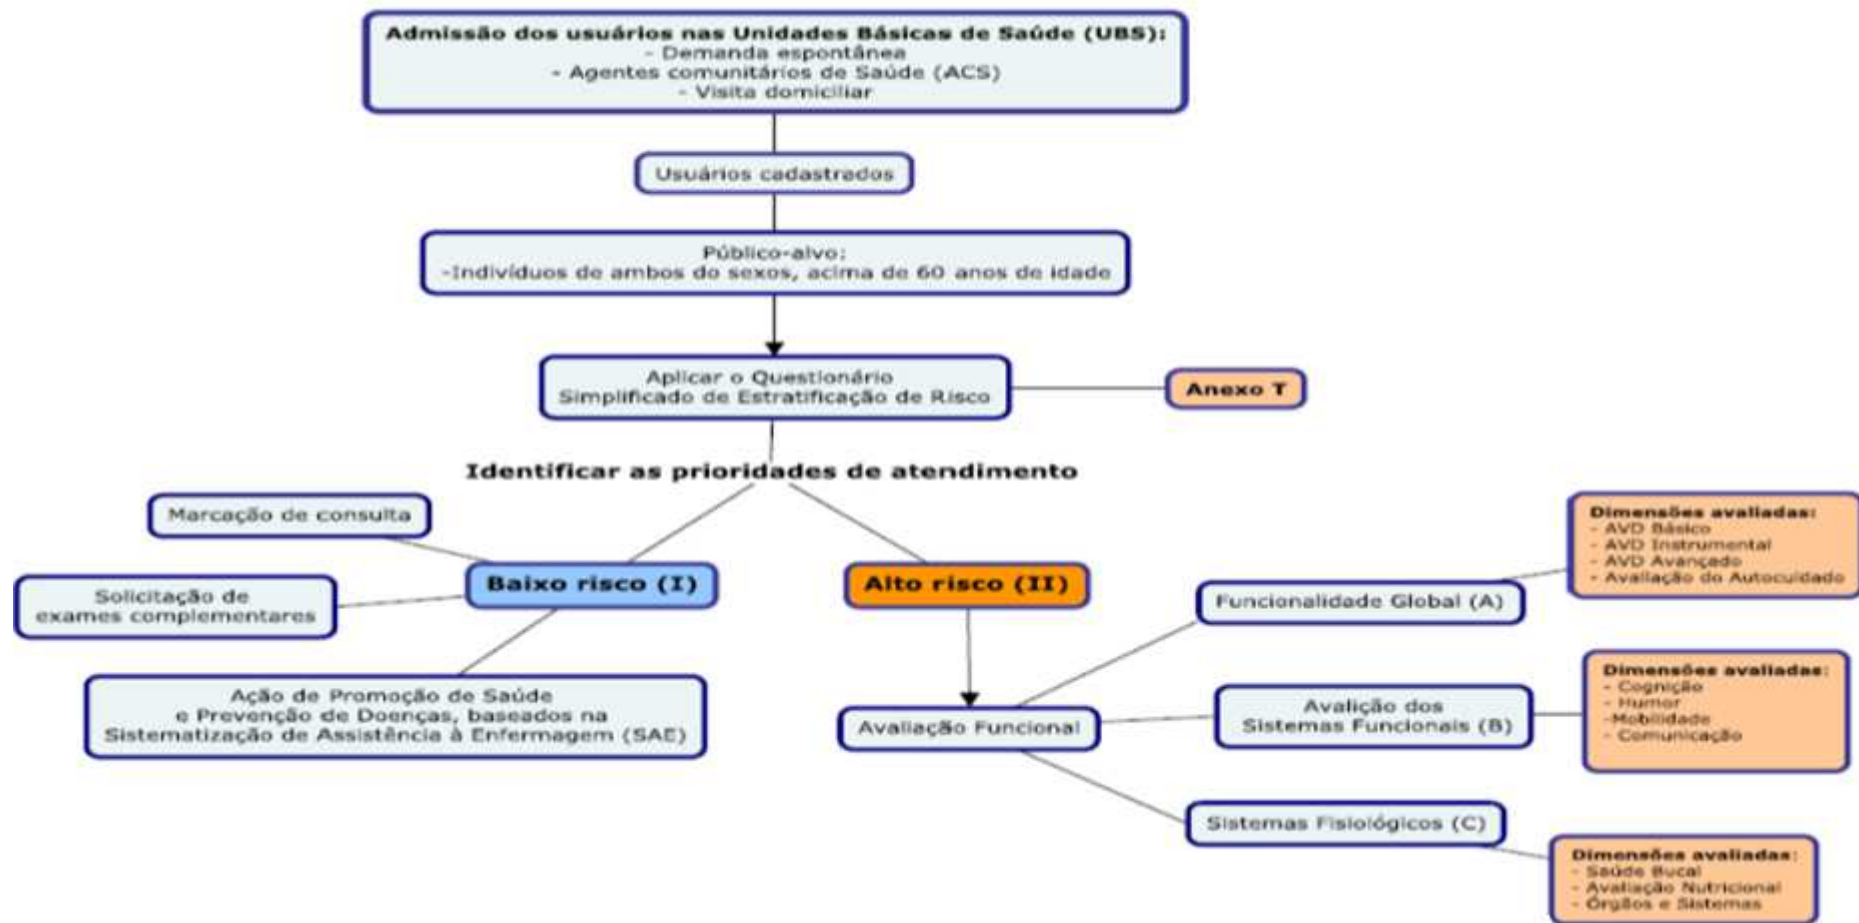 Admissão dos usuários nas Unidades Básicas de Saúde (UBS):
- Demanda espontânea
- Agentes comunitários de Saúde (ACS)
- Visita domiciliar
Usuários cadastrados
Público-alvo:
-Indivíduos de ambos do sexos, acima de 60 anos de idade
Aplicar o Questionário
Simplificado de Estratificação de Risco
Anexo T
Identificar as prioridades de atendimento
Marcação de consulta
Baixo risco (I)
Solicitação de
exames complementares
Ação de Promoção de Saúde
e Prevenção de Doenças, baseados na
Sistematização de Assistência à Enfermagem (SAE)
Alto risco (II)
Avaliação Funcional
Funcionalidade Global (A)
Dimensões avaliadas:
- AVD Básico
- AVD Instrumental
- AVD Avançado
- Avaliação do Autocuidado
Avalição dos
Sistemas Funcionais (B)
Dimensões avaliadas:
- Cognição
- Humor
-Mobilidade
- Comunicação
Sistemas Fisiológicos (C)
Dimensões avaliadas:
- Saúde Bucal
- Avaliação Nutricional
- Órgãos e Sistemas